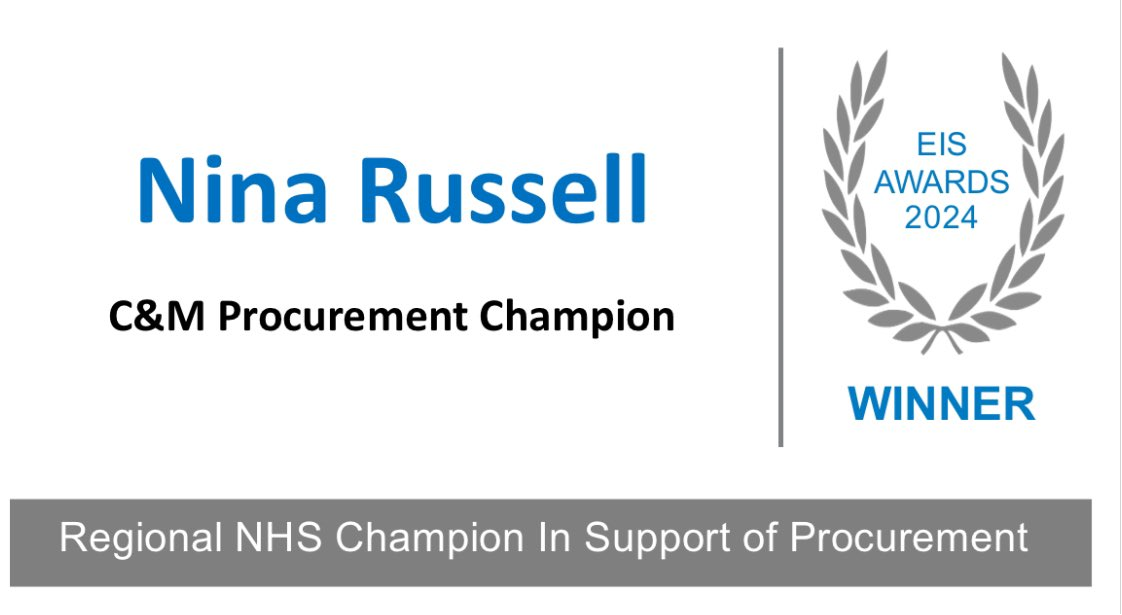 Nina Russell
C&M Procurement Champion
EIS
AWARDS
2024
WINNER
Regional NHS Champion In Support of Procurement